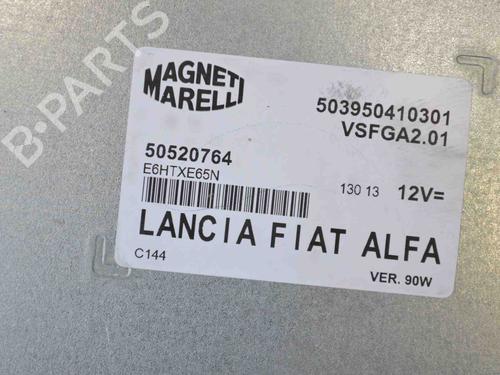 B-PARTS
MAGNETI
MARELLI
503950410301
VSFGA2.01
50520764
E6HTXE65N
130 13 12V=
LANCIA FIAT ALFA
C144
VER. 90W